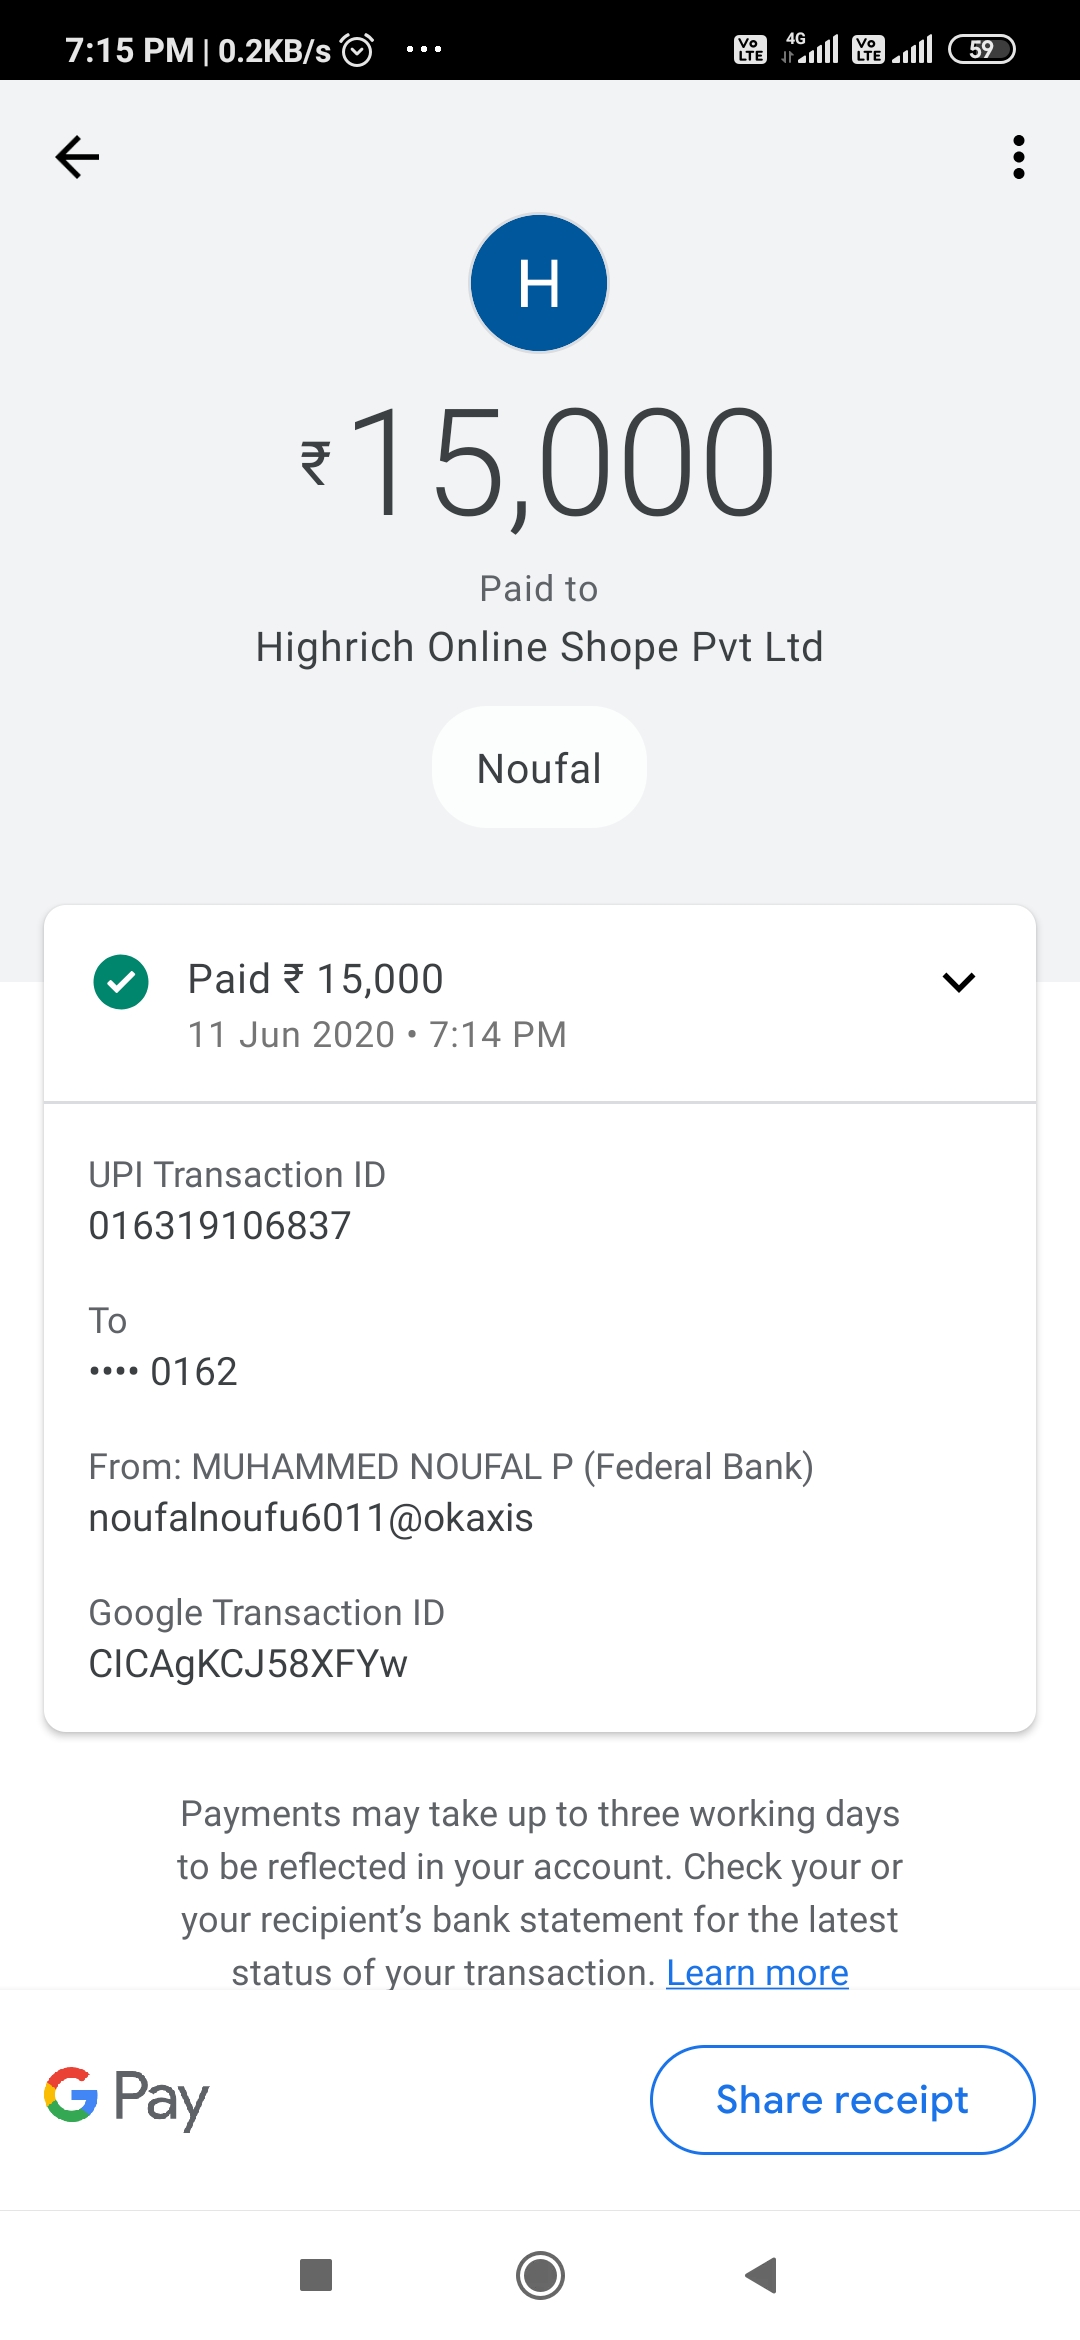 7:15 PM | 0.2KB/s ...
Vo LTE 4G Vo LTE 59
H
₹15,000
Paid to
Highrich Online Shope Pvt Ltd
Noufal
Paid ₹ 15,000
11 Jun 2020 • 7:14 PM
UPI Transaction ID
016319106837
To
•••• 0162
From: MUHAMMED NOUFAL P (Federal Bank)
noufalnoufu6011@okaxis
Google Transaction ID
CICAgKCJ58XFYw
Payments may take up to three working days
to be reflected in your account. Check your or
your recipient’s bank statement for the latest
status of your transaction. Learn more
G Pay
Share receipt